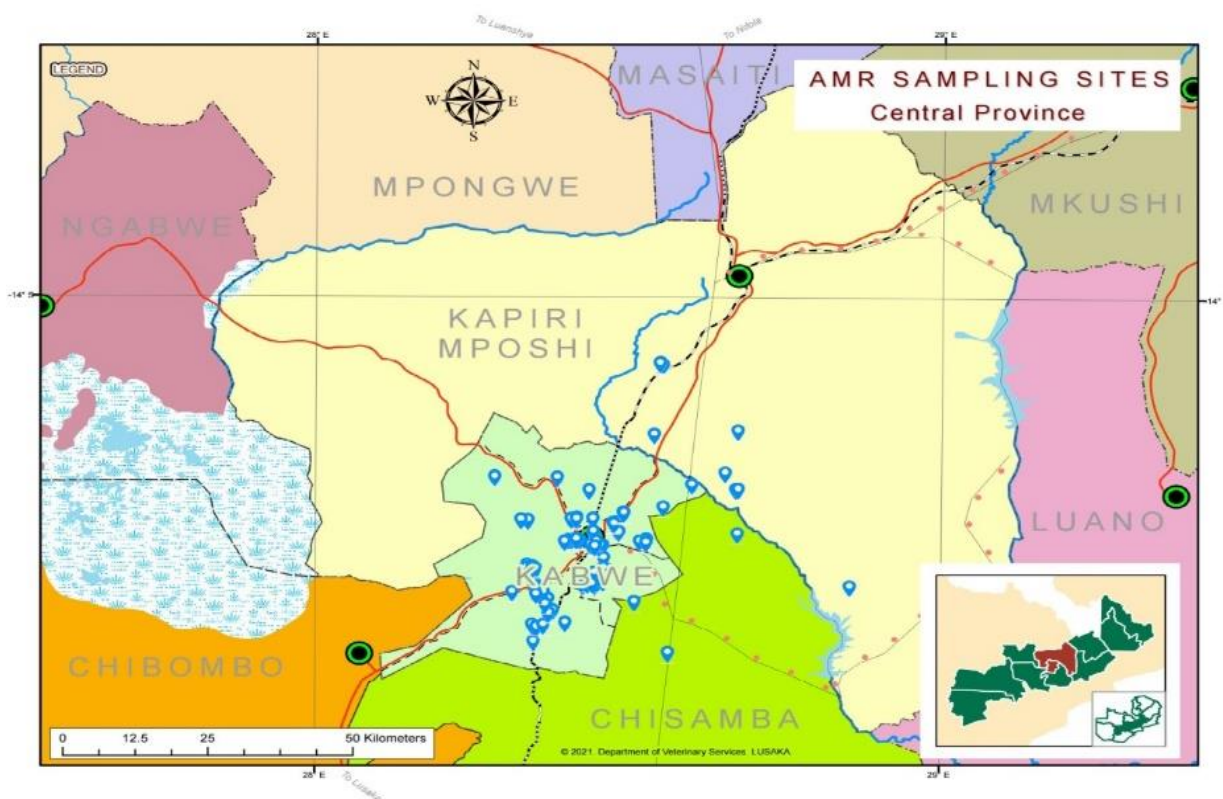 To Luanshya
To Ndola
28° E
29° E
LEGEND
N
W
E
S
MASAITI
AMR SAMPLING SITES
Central Province
MPONGWE
NGABWE
MKUSHI
-14° S
14°
KAPIRI
MPOSHI
LUANO
KABWE
CHIBOMBO
CHISAMBA
0 12.5 25 50 Kilometers
© 2021 Department of Veterinary Services LUSAKA
28° E
29° E
To Lusaka